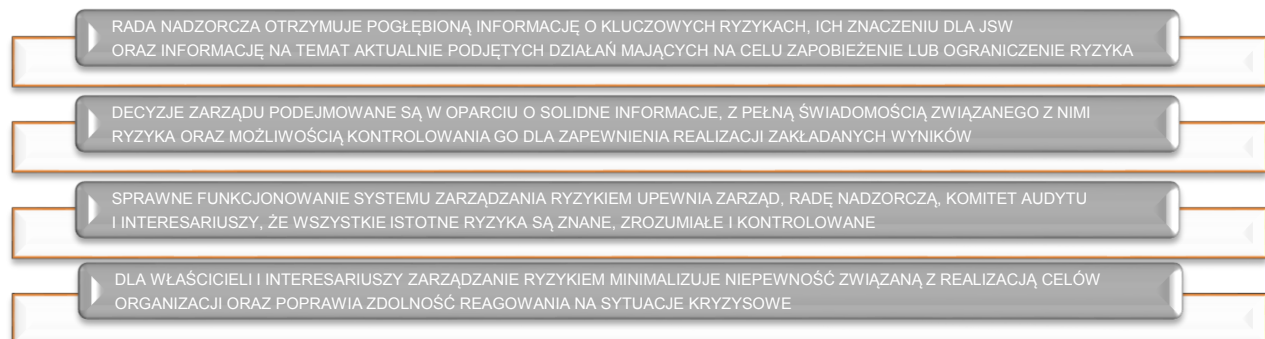 RADA NADZORCZA OTRZYMUJE POGŁĘBIONĄ INFORMACJĘ O KLUCZOWYCH RYZYKACH, ICH ZNACZENIU DLA JSW
ORAZ INFORMACJĘ NA TEMAT AKTUALNIE PODJĘTYCH DZIAŁAŃ MAJĄCYCH NA CELU ZAPOBIEŻENIE LUB OGRANICZENIE RYZYKA
DECYZJE ZARZĄDU PODEJMOWANE SĄ W OPARCIU O SOLIDNE INFORMACJE, Z PEŁNĄ ŚWIADOMOŚCIĄ ZWIĄZANEGO Z NIMI
RYZYKA ORAZ MOŻLIWOŚCIĄ KONTROLOWANIA GO DLA ZAPEWNIENIA REALIZACJI ZAKŁADANYCH WYNIKÓW
SPRAWNE FUNKCJONOWANIE SYSTEMU ZARZĄDZANIA RYZYKIEM UPEWNIA ZARZĄD, RADĘ NADZORCZĄ, KOMITET AUDYTU
I INTERESARIUSZY, ŻE WSZYSTKIE ISTOTNE RYZYKA SĄ ZNANE, ZROZUMIAŁE I KONTROLOWANE
DLA WŁAŚCICIELI I INTERESARIUSZY ZARZĄDZANIE RYZYKIEM MINIMALIZUJE NIEPEWNOŚĆ ZWIĄZANĄ Z REALIZACJĄ CELÓW
ORGANIZACJI ORAZ POPRAWIA ZDOLNOŚĆ REAGOWANIA NA SYTUACJE KRYZYSOWE